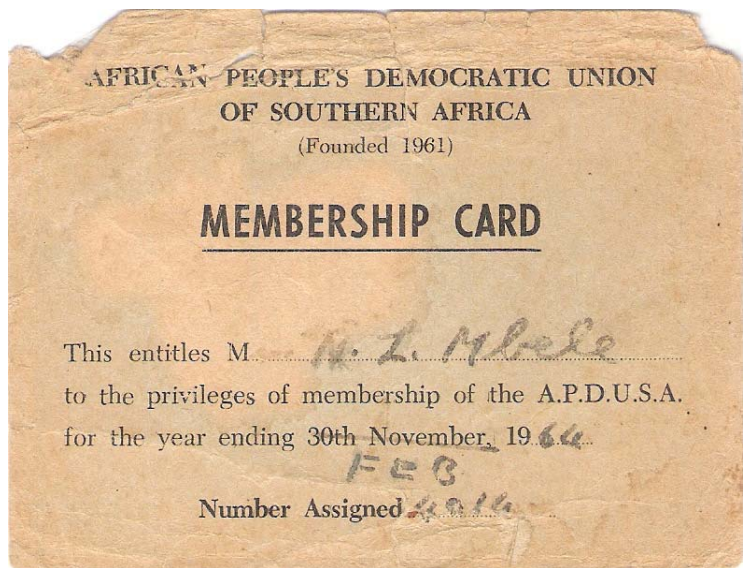 AFRICAN PEOPLE'S DEMOCRATIC UNION
OF SOUTHERN AFRICA
(Founded 1961)
MEMBERSHIP CARD
This entitles M. L. Mbele
to the privileges of membership of the A.P.D.U.S.A.
for the year ending 30th November, 1964
FEB
Number Assigned